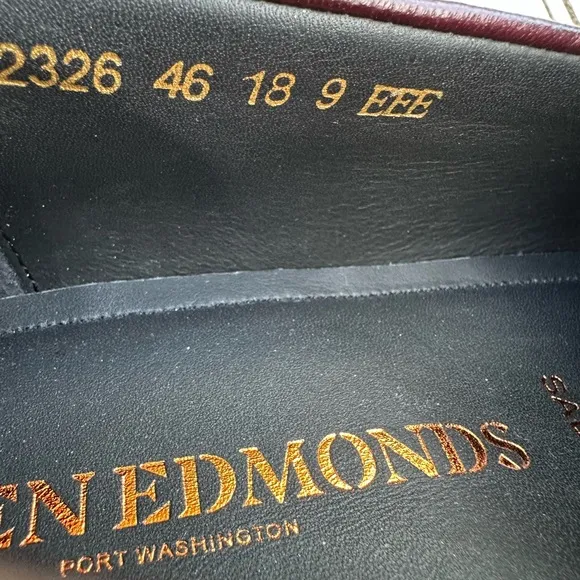 2326 46 18 9 EEE
EN EDMONDS
PORT WASHINGTON